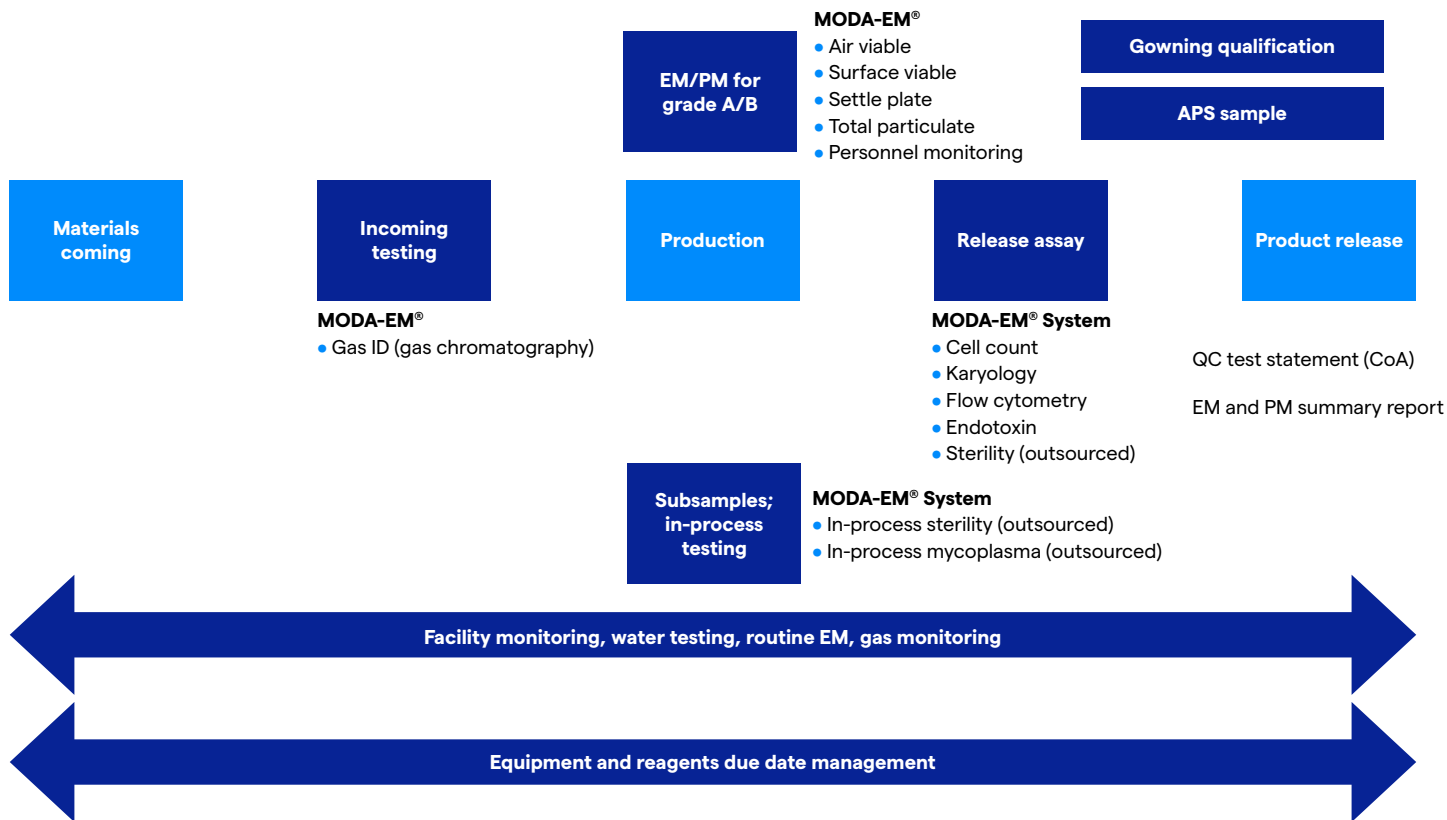 MODA-EM®
• Air viable
• Surface viable
• Settle plate
• Total particulate
• Personnel monitoring
EM/PM for
grade A/B
Gowning qualification
APS sample
Materials
coming
Incoming
testing
Production
Release assay
Product release
MODA-EM®
• Gas ID (gas chromatography)
MODA-EM® System
• Cell count
• Karyology
• Flow cytometry
• Endotoxin
• Sterility (outsourced)
QC test statement (CoA)
EM and PM summary report
Subsamples;
in-process
testing
MODA-EM® System
• In-process sterility (outsourced)
• In-process mycoplasma (outsourced)
Facility monitoring, water testing, routine EM, gas monitoring
Equipment and reagents due date management